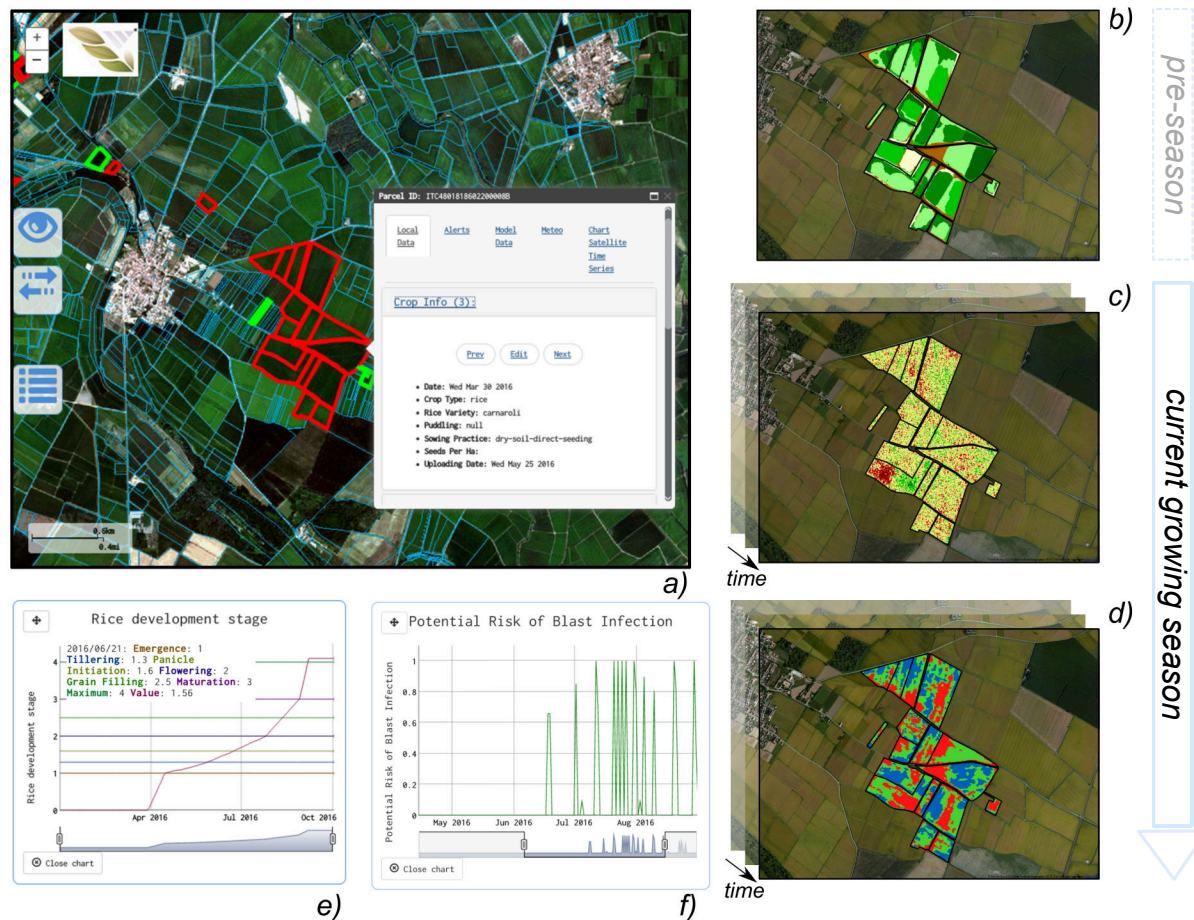 +
−
Parcel ID: ITC4801818602200008B
Local
Data
Alerts
Model
Data
Meteo
Chart
Satellite
Time
Series
Crop Info (3):
Prev
Edit
Next
• Date: Wed Mar 30 2016
• Crop Type: rice
• Rice Variety: carnaroli
• Puddling: null
• Sowing Practice: dry-soil-direct-seeding
• Seeds Per Ha:
• Uploading Date: Wed May 25 2016
0.6km
0.4mi
a)
b)
pre-season
c)
time
current growing season
d)
time
Rice development stage
2016/06/21: Emergence: 1
Tillering: 1.3 Panicle
Initiation: 1.6 Flowering: 2
Grain Filling: 2.5 Maturation: 3
Maximum: 4 Value: 1.56
Rice development stage
4
3
2
1
0
Apr 2016
Jul 2016
Oct 2016
Close chart
e)
Potential Risk of Blast Infection
Potential Risk of Blast Infection
1
0.8
0.6
0.4
0.2
0
May 2016
Jun 2016
Jul 2016
Aug 2016
Close chart
f)